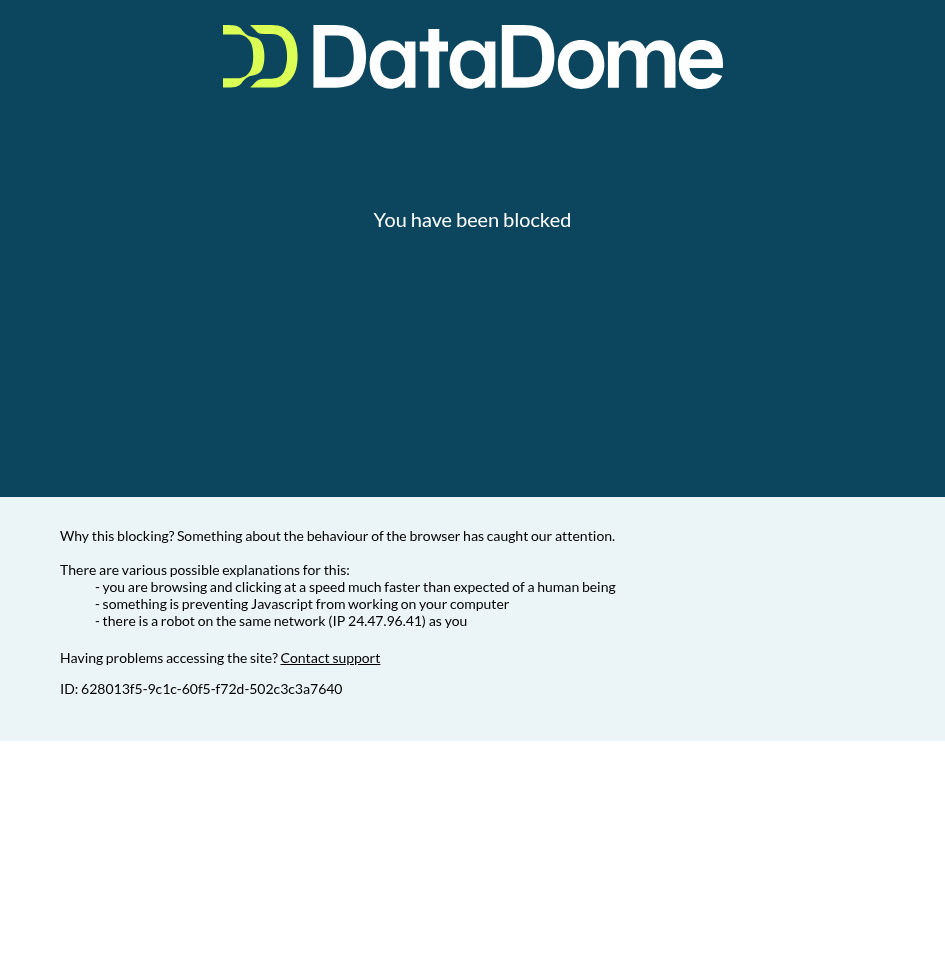 DataDome
You have been blocked
Why this blocking? Something about the behaviour of the browser has caught our attention.
There are various possible explanations for this:
- you are browsing and clicking at a speed much faster than expected of a human being
- something is preventing Javascript from working on your computer
- there is a robot on the same network (IP 24.47.96.41) as you
Having problems accessing the site? Contact support
ID: 628013f5-9c1c-60f5-f72d-502c3c3a7640